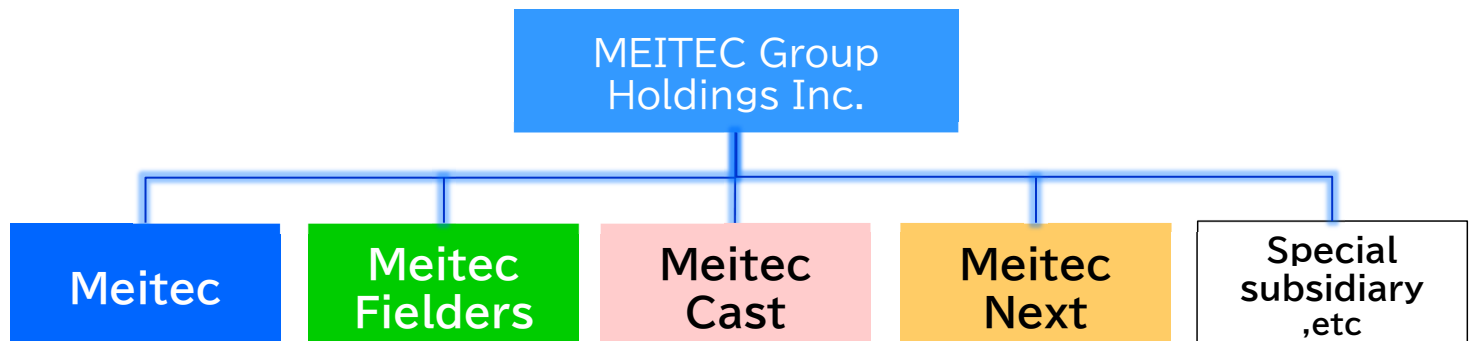 MEITEC Group
Holdings Inc.
Meitec
Meitec
Fielders
Meitec
Cast
Meitec
Next
Special
subsidiary
,etc